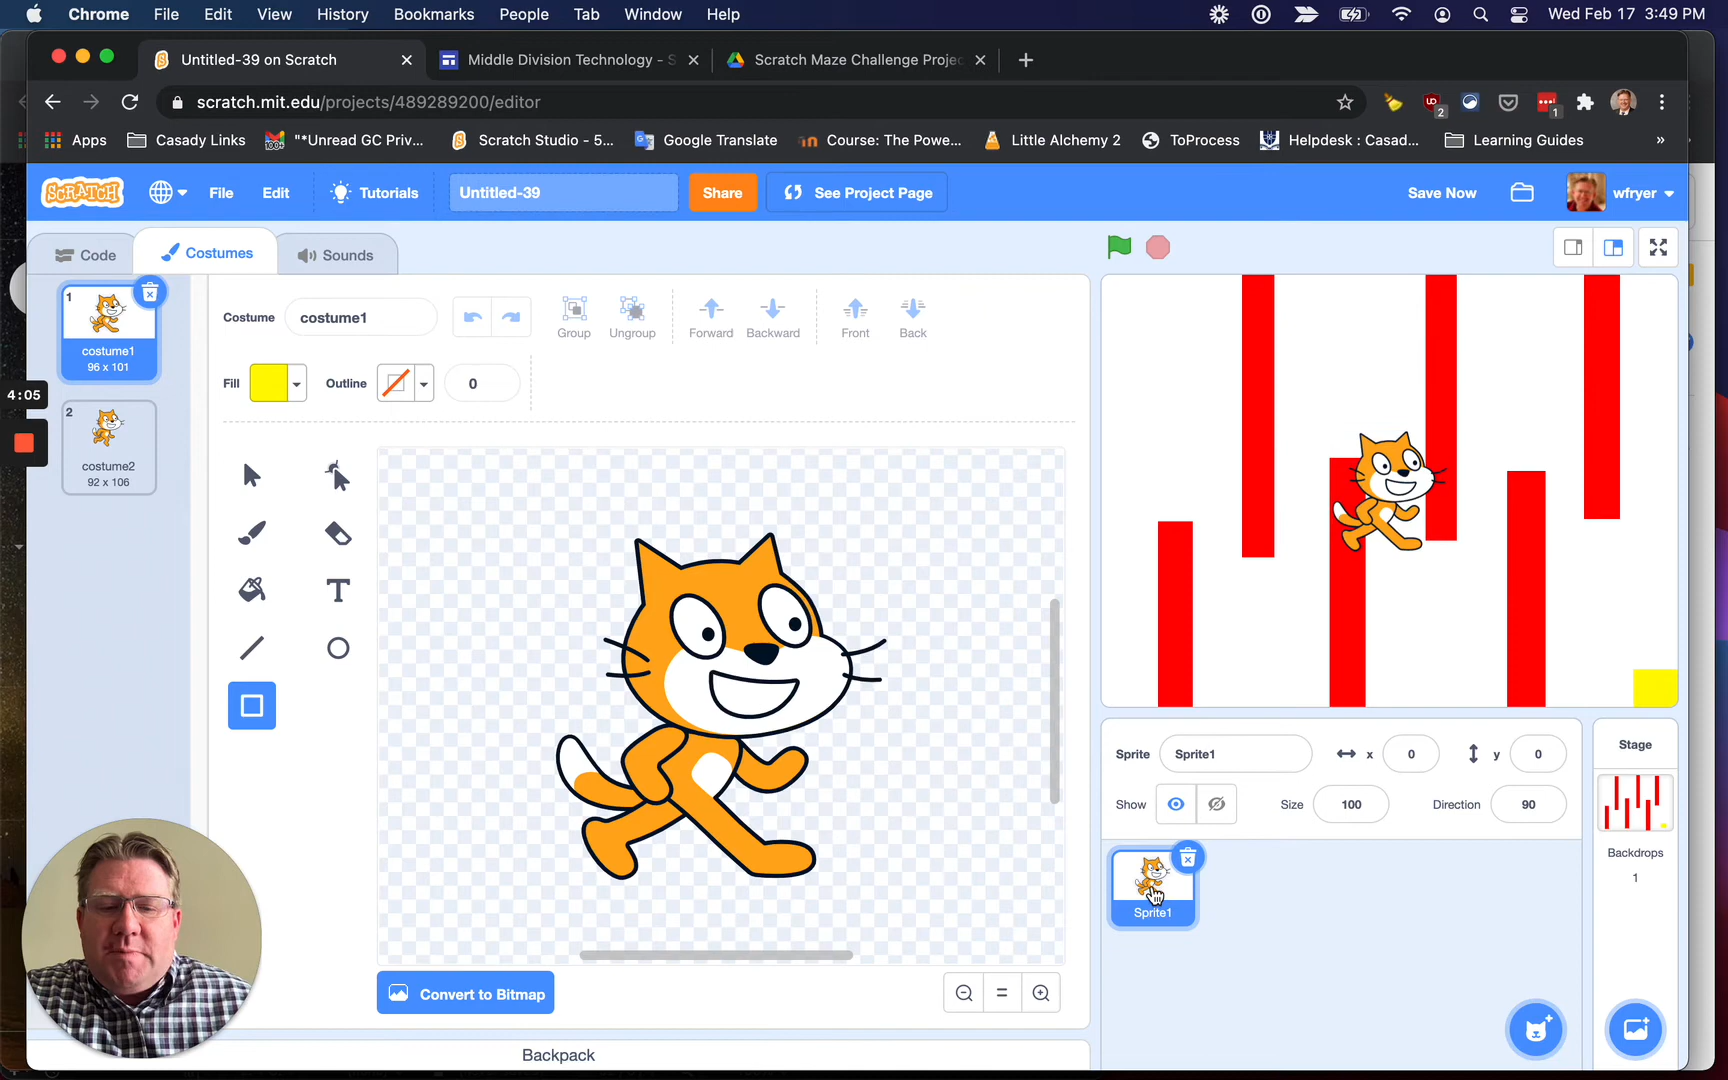 Chrome File Edit View History Bookmarks People Tab Window Help Wed Feb 17 3:49 PM
Untitled-39 on Scratch Middle Division Technology - S Scratch Maze Challenge Projec
scratch.mit.edu/projects/489289200/editor 2 1
Apps Casady Links 100+ "*Unread GC Priv... Scratch Studio - 5... Google Translate Course: The Powe... Little Alchemy 2 ToProcess Helpdesk : Casad... Learning Guides »
SCRATCH File Edit Tutorials Untitled-39 Share See Project Page Save Now wfryer
Code Costumes Sounds
1
costume1
96 x 101
2
costume2
92 x 106
4:05
Costume costume1 Group Ungroup Forward Backward Front Back
Fill Outline 0
Convert to Bitmap
Backpack
Sprite Sprite1 x 0 y 0
Show Size 100 Direction 90
Sprite1
Stage
Backdrops
1